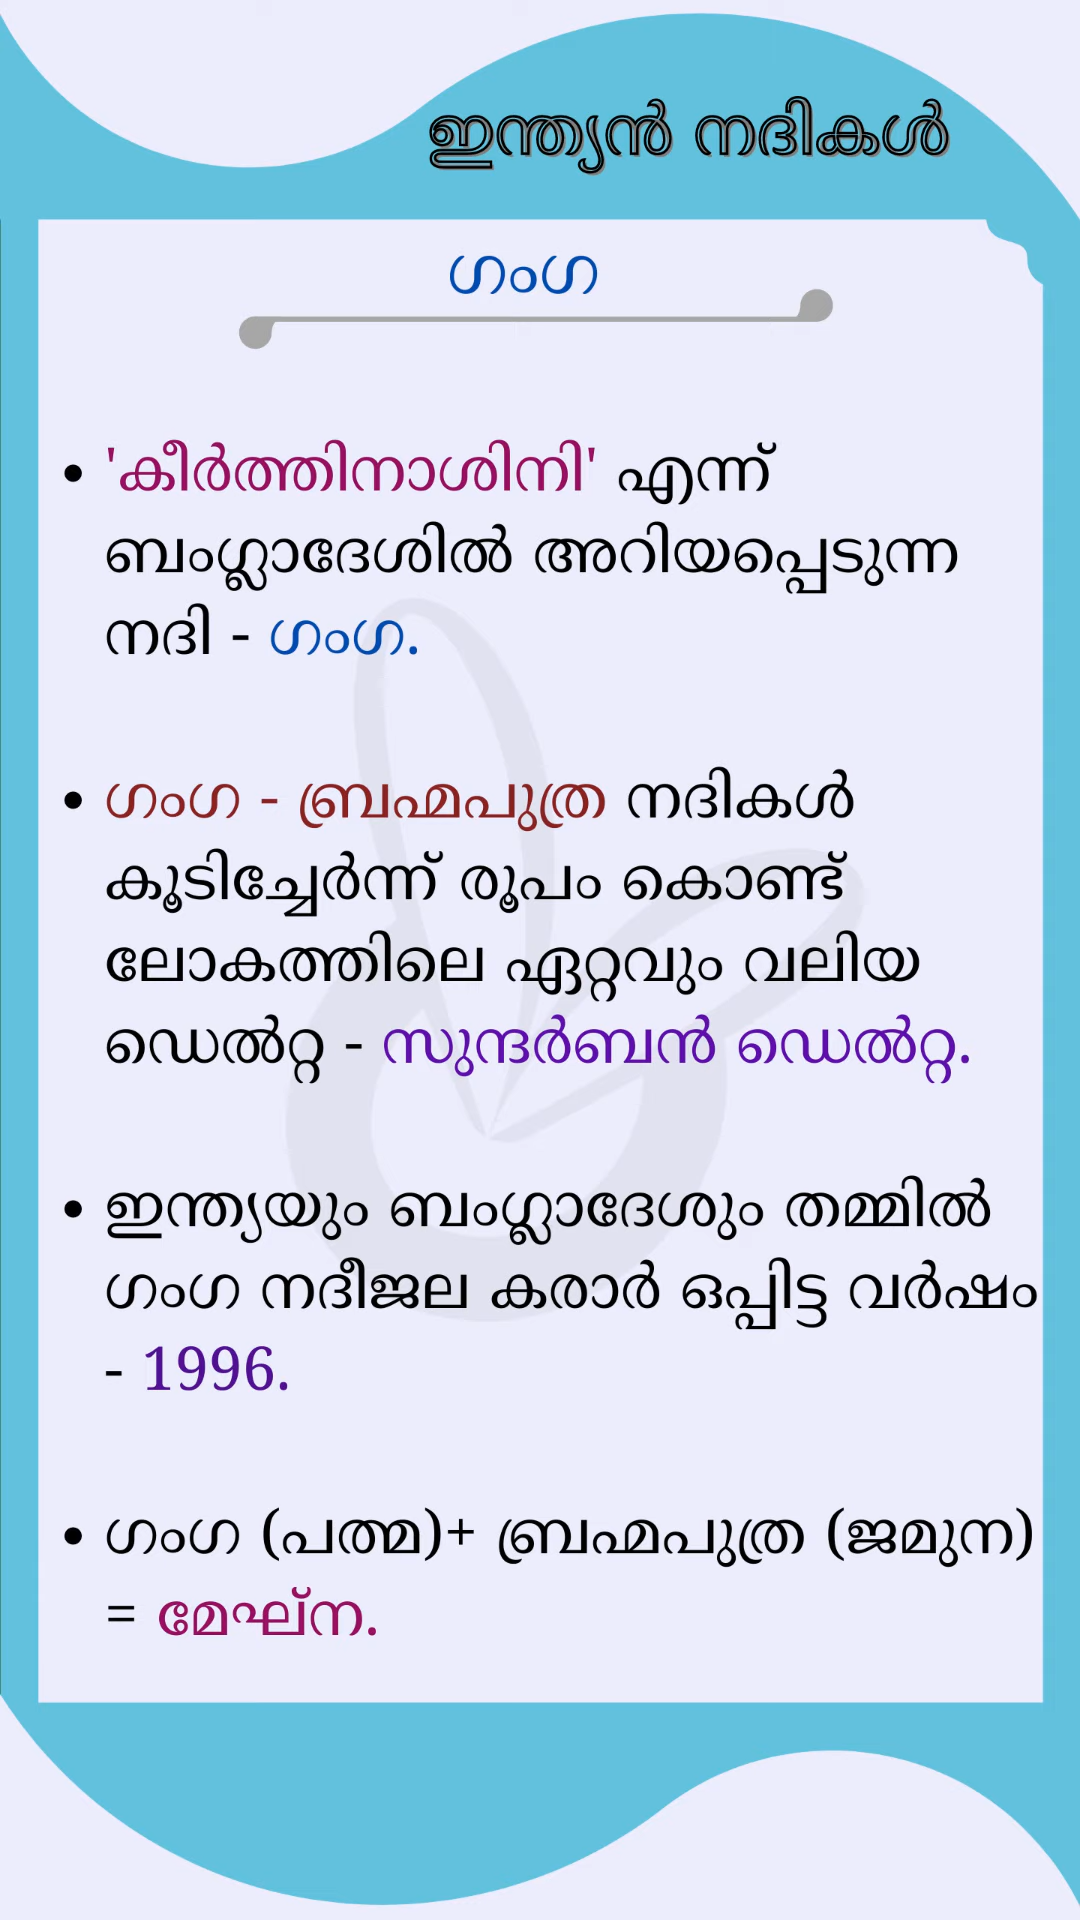 ഇന്ത്യൻ നദികൾ
ഗംഗ
• 'കീർത്തിനാശിനി' എന്ന്
ബംഗ്ലാദേശിൽ അറിയപ്പെടുന്ന
നദി - ഗംഗ.
• ഗംഗ - ബ്രഹ്മപുത്ര നദികൾ
കൂടിച്ചേർന്ന് രൂപം കൊണ്ട്
ലോകത്തിലെ ഏറ്റവും വലിയ
ഡെൽറ്റ - സുന്ദർബൻ ഡെൽറ്റ.
• ഇന്ത്യയും ബംഗ്ലാദേശും തമ്മിൽ
ഗംഗ നദീജല കരാർ ഒപ്പിട്ട വർഷം
- 1996.
• ഗംഗ (പത്മ)+ ബ്രഹ്മപുത്ര (ജമുന)
= മേഘ്ന.